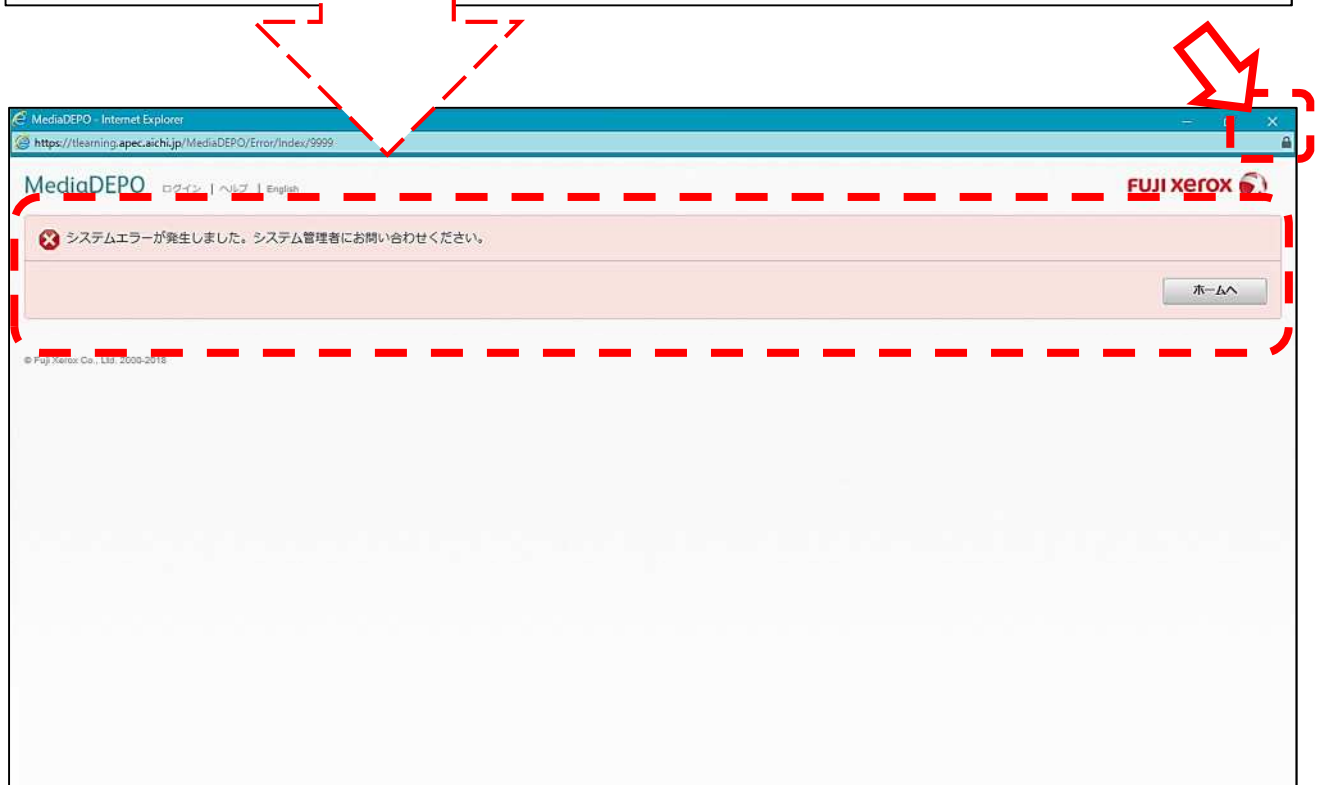 MediaDEPO - Internet Explorer
https://tlearning.apec.aichi.jp/MediaDEPO/Error/Index/9999
MediaDEPO ログイン | ヘルプ | English FUJI xerox
システムエラーが発生しました。システム管理者にお問い合わせください。
ホームへ
© Fuji Xerox Co., Ltd. 2000-2018